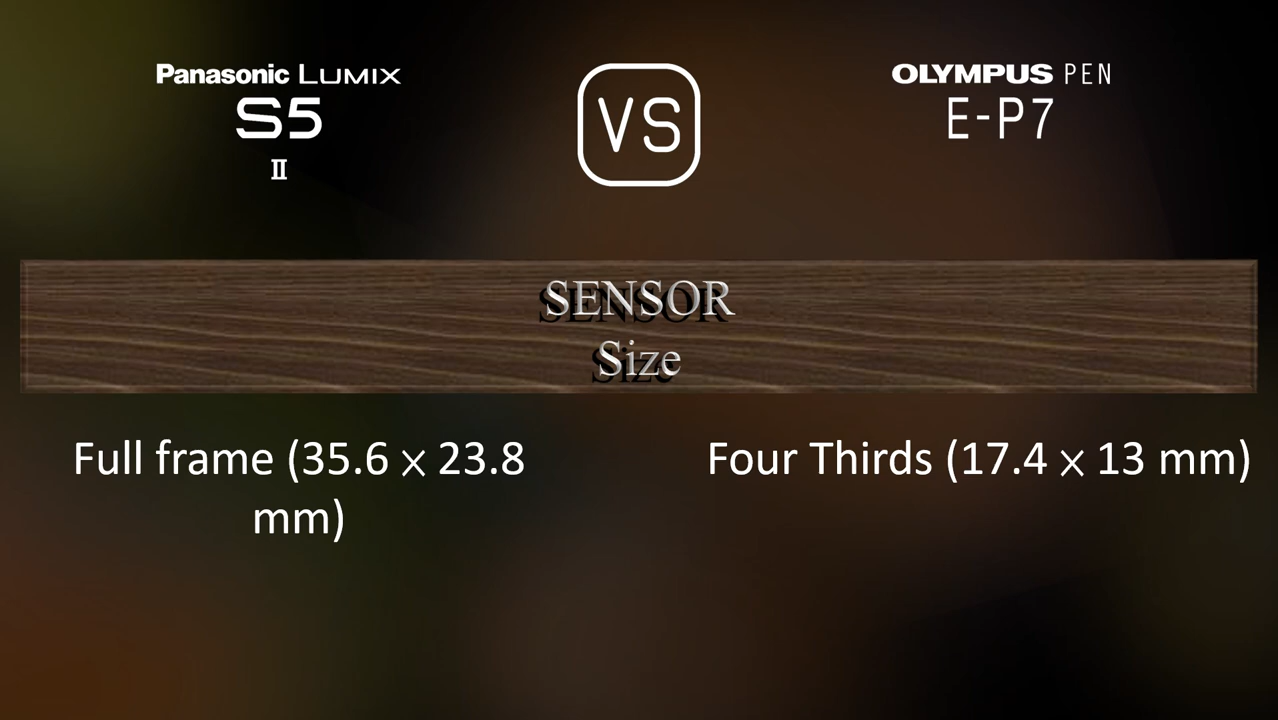 Panasonic LUMIX
S5
II
VS
OLYMPUS PEN
E-P7
SENSOR
Size
Full frame (35.6 x 23.8
mm)
Four Thirds (17.4 x 13 mm)